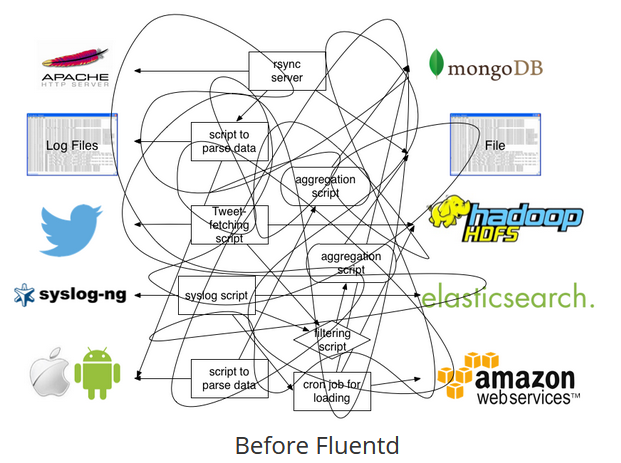 APACHE
HTTP SERVER
rsync
server
mongoDB
Log Files
script to
parse data
File
aggregation
script
Tweet-
fetching
script
hadoop
HDFS
aggregation
script
syslog-ng
syslog script
elasticsearch.
filtering
script
script to
parse data
cron job for
loading
amazon
webservices™
Before Fluentd